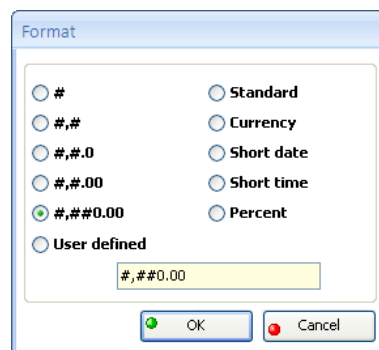 Format
#
Standard
#,#
Currency
#,#.0
Short date
#,#.00
Short time
#,##0.00
Percent
User defined
#,##0.00
OK
Cancel